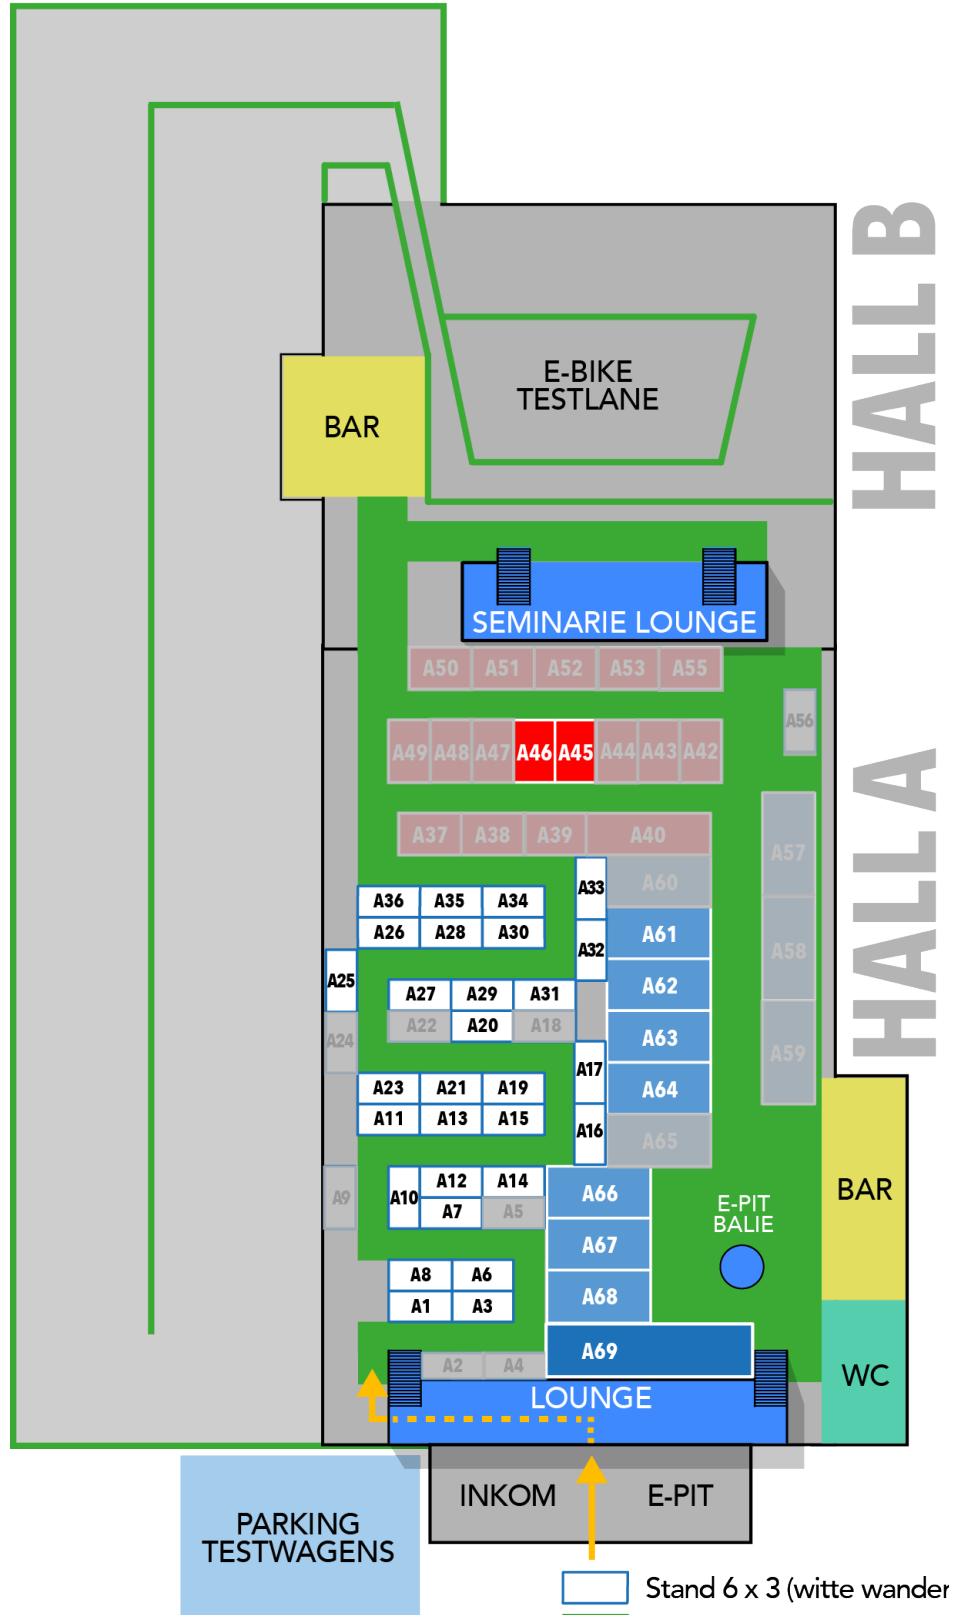 HALL B
E-BIKE
TESTLANE
BAR
SEMINARIE LOUNGE
A50 A51 A52 A53 A55
A56
A49 A48 A47 A46 A45 A44 A43 A42
HALL A
A37 A38 A39 A40
A57
A33 A60
A36 A35 A34
A26 A28 A30
A61
A32
A58
A25
A62
A27 A29 A31
A22 A20 A18
A24
A63
A59
A17
A23 A21 A19
A64
A11 A13 A15
A16
A65
A9
A10
A12 A14
A7 A5
A66
BAR
E-PIT
BALIE
A67
A8 A6
A1 A3
A68
A69
A2 A4
WC
LOUNGE
INKOM E-PIT
PARKING
TESTWAGENS
Stand 6 x 3 (witte wander